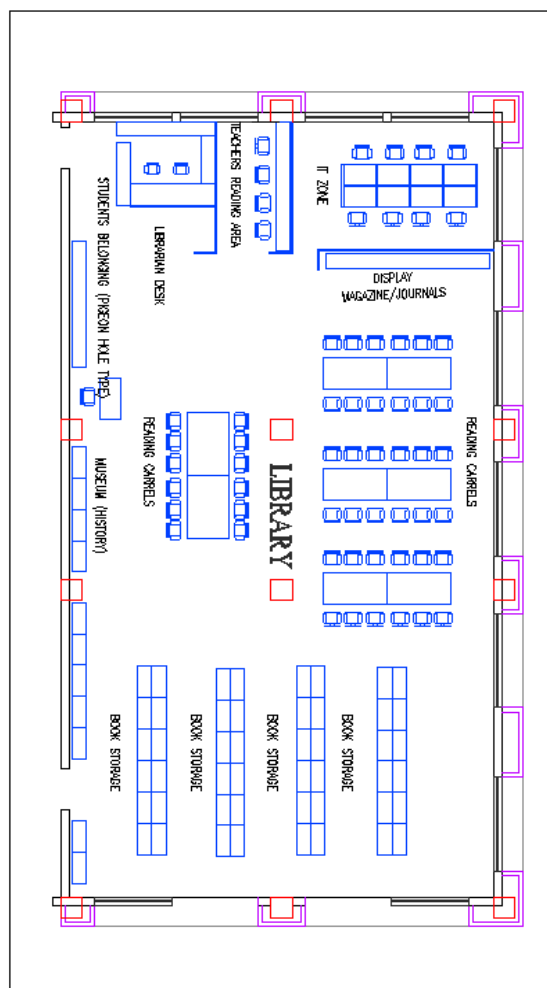 TEACHERS READING AREA
IT ZONE
STUDENTS BELONGING (PIGEON HOLE TYPE)
LIBRARIAN DESK
DISPLAY
MAGAZINE/JOURNALS
READING CARRELS
READING CARRELS
MUSEUM (HISTORY)
LIBRARY
BOOK STORAGE
BOOK STORAGE
BOOK STORAGE
BOOK STORAGE